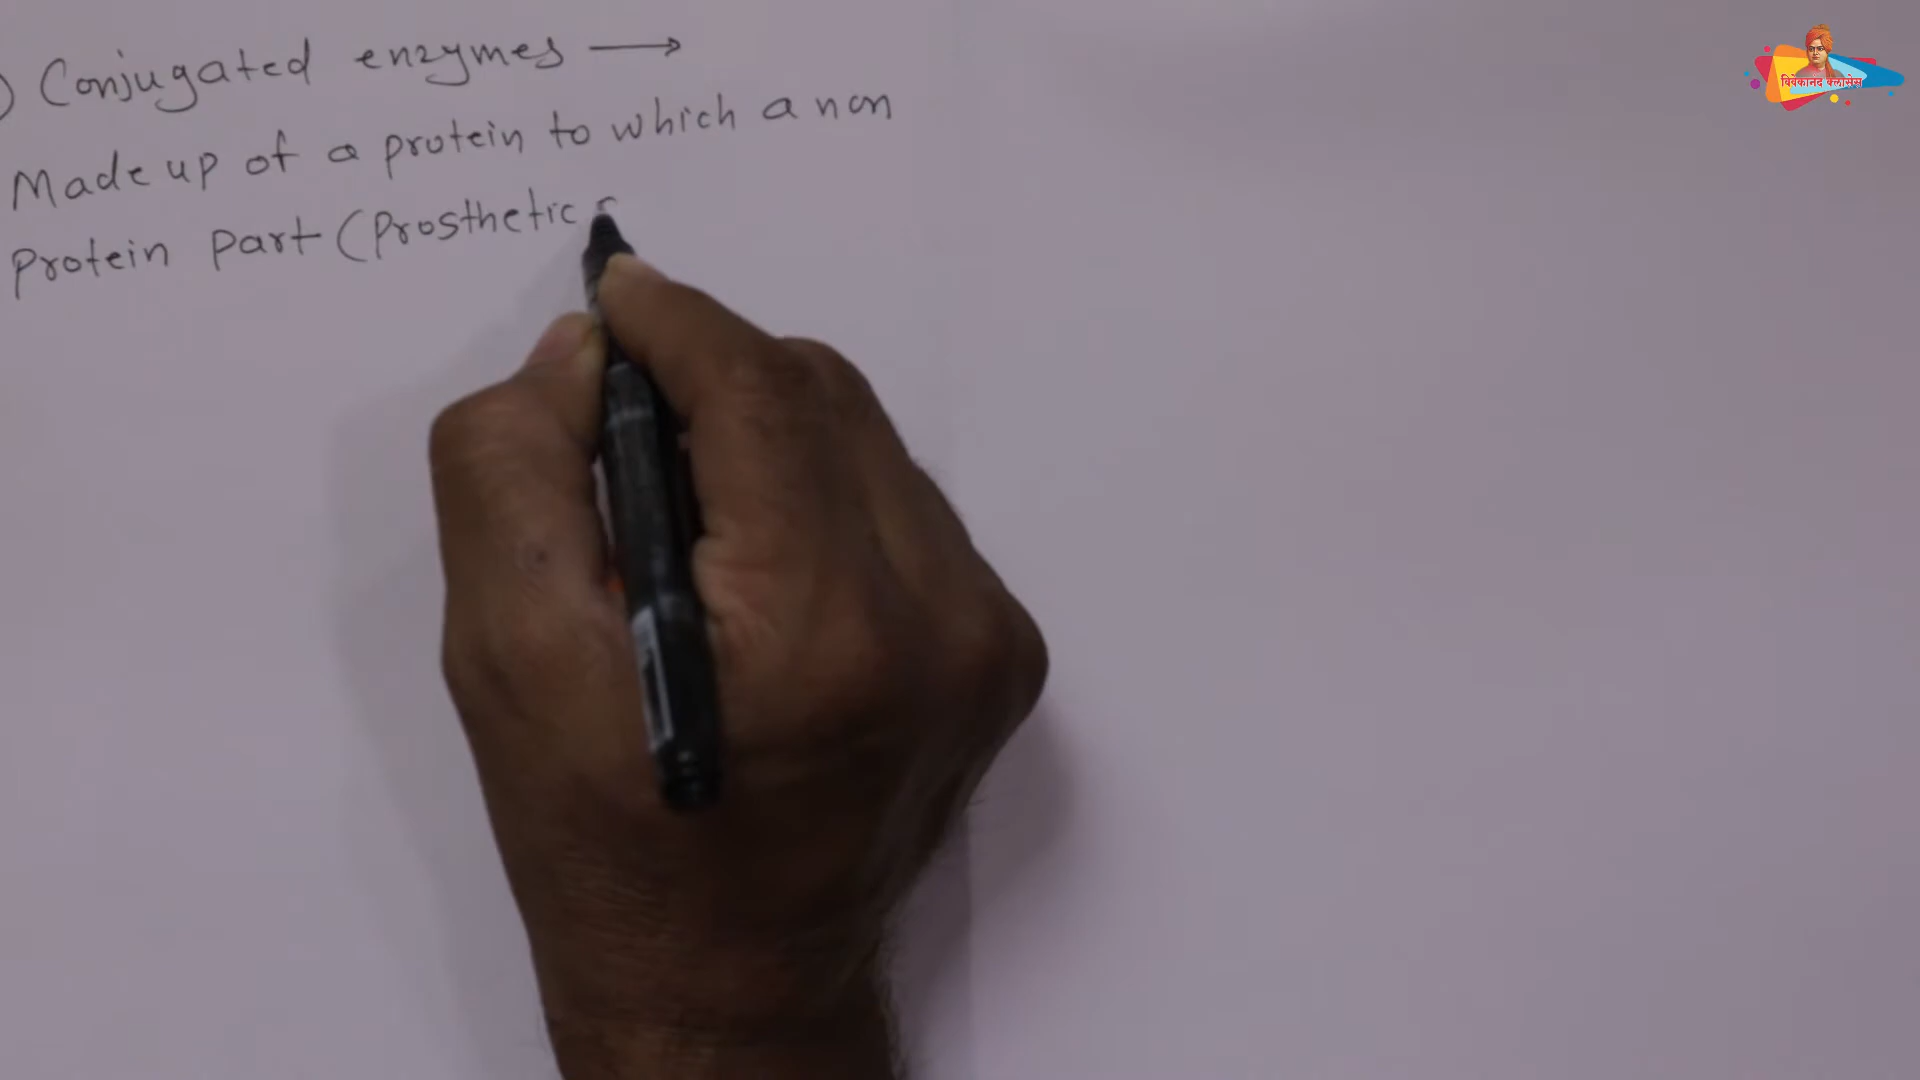 ) Conjugated enzymes →
Made up of a protein to which a non
Protein part (Prosthetic
विवेकानंद क्लासेस